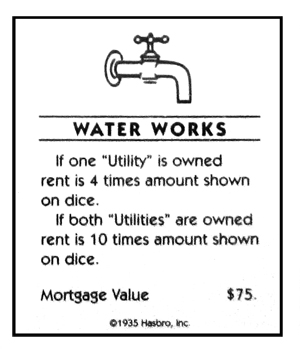 WATER WORKS
If one "Utility" is owned
rent is 4 times amount shown
on dice.
If both "Utilities" are owned
rent is 10 times amount shown
on dice.
Mortgage Value $75.
©1935 Hasbro, Inc.